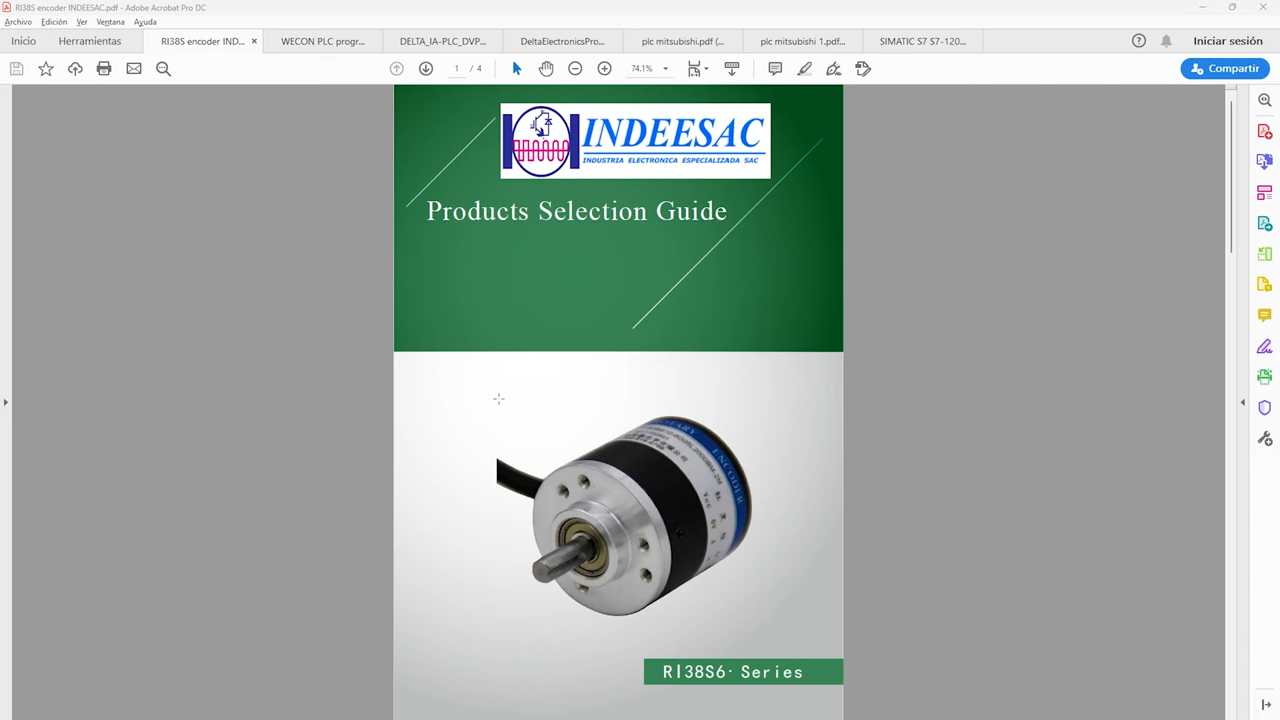 RI38S encoder INDEESAC.pdf - Adobe Acrobat Pro DC
Archivo Edición Ver Ventana Ayuda
Inicio Herramientas RI38S encoder IND... × WECON PLC progr... DELTA_IA-PLC_DVP... DeltaElectronicsPro... plc mitsubishi.pdf (... plc mitsubishi 1.pdf... SIMATIC S7 S7-120... Iniciar sesión
1 / 4 74.1% Compartir
INDEESAC
INDUSTRIA ELECTRONICA ESPECIALIZADA SAC
Products Selection Guide
ROTARY ENCODER
RI38S6· Series